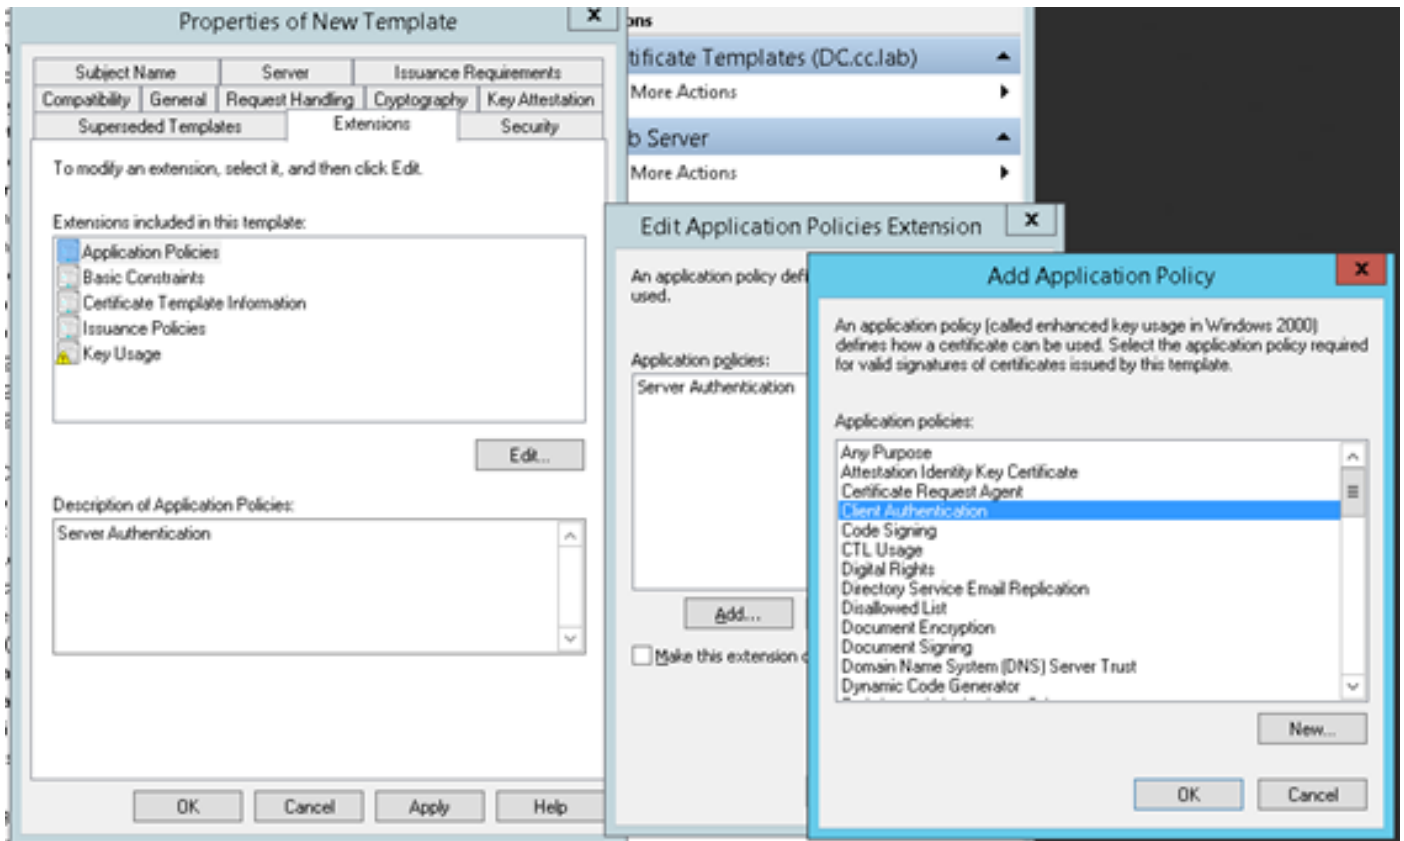 Properties of New Template
x
Subject Name
Server
Issuance Requirements
Compatibility
General
Request Handling
Cryptography
Key Attestation
Superseded Templates
Extensions
Security
To modify an extension, select it, and then click Edit.
Extensions included in this template:
Application Policies
Basic Constraints
Certificate Template Information
Issuance Policies
Key Usage
Edit...
Description of Application Policies:
Server Authentication
OK
Cancel
Apply
Help
ons
tificate Templates (DC.cc.lab)
More Actions
b Server
More Actions
Edit Application Policies Extension
x
An application policy defi
used.
Application policies:
Server Authentication
Add...
Make this extension c
Add Application Policy
x
An application policy (called enhanced key usage in Windows 2000)
defines how a certificate can be used. Select the application policy required
for valid signatures of certificates issued by this template.
Application policies:
Any Purpose
Attestation Identity Key Certificate
Certificate Request Agent
Client Authentication
Code Signing
CTL Usage
Digital Rights
Directory Service Email Replication
Disallowed List
Document Encryption
Document Signing
Domain Name System (DNS) Server Trust
Dynamic Code Generator
New...
OK
Cancel